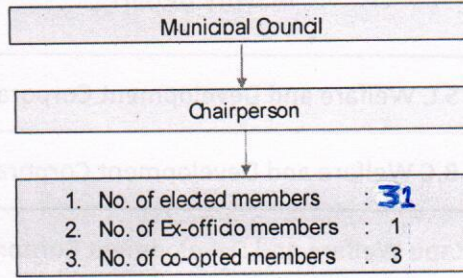 Municipal Council
Chairperson
1. No. of elected members : 31
2. No. of Ex-officio members : 1
3. No. of co-opted members : 3